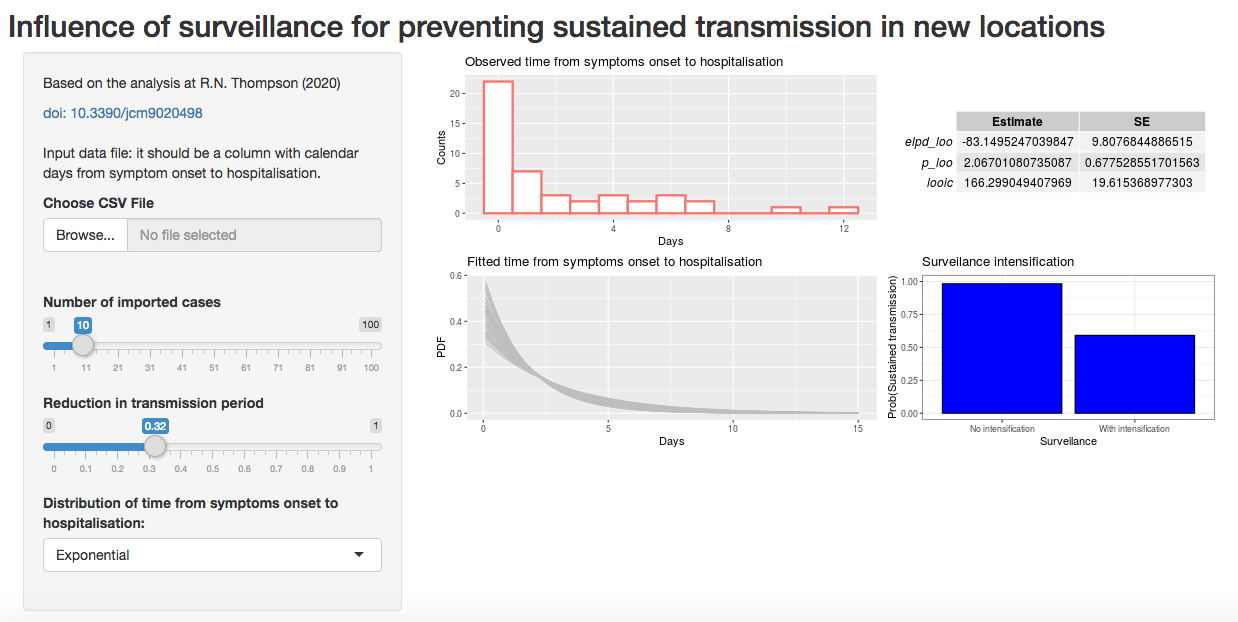 Influence of surveillance for preventing sustained transmission in new locations
Based on the analysis at R.N. Thompson (2020)
doi: 10.3390/jcm9020498
Input data file: it should be a column with calendar
days from symptom onset to hospitalisation.
Choose CSV File
Browse... No file selected
Number of imported cases
1 10 100
1 11 21 31 41 51 61 71 81 91 100
Reduction in transmission period
0 0.32 1
0 0.1 0.2 0.3 0.4 0.5 0.6 0.7 0.8 0.9 1
Distribution of time from symptoms onset to
hospitalisation:
Exponential
Observed time from symptoms onset to hospitalisation
Counts
20
15
10
5
0
0 4 8 12
Days
Estimate SE
elpd_loo -83.1495247039847 9.8076844886515
p_loo 2.06701080735087 0.677528551701563
looic 166.299049407969 19.615368977303
Fitted time from symptoms onset to hospitalisation
PDF
0.6
0.4
0.2
0.0
0 5 10 15
Days
Surveilance intensification
Prob(Sustained transmission)
1.00
0.75
0.50
0.25
0.00
No intensification With intensification
Surveilance